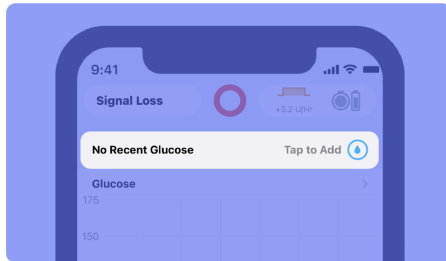 9:41
Signal Loss
+3.2 U/Hr
No Recent Glucose Tap to Add
Glucose
175
150